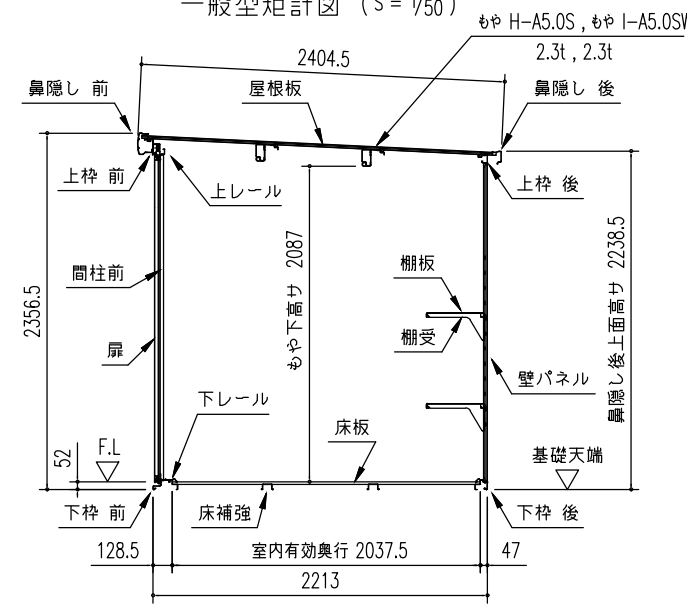 一般型矩計図 (S = 1/50)
もや H-A5.0S , もや I-A5.0SW
2.3t , 2.3t
2404.5
鼻隠し 前
屋根板
鼻隠し 後
上枠 前
上レール
上枠 後
間柱前
もや下高サ 2087
棚板
2356.5
鼻隠し後上面高サ 2238.5
棚受
扉
壁パネル
下レール
床板
F.L
基礎天端
52
下枠 前
床補強
下枠 後
128.5
室内有効奥行 2037.5
47
2213